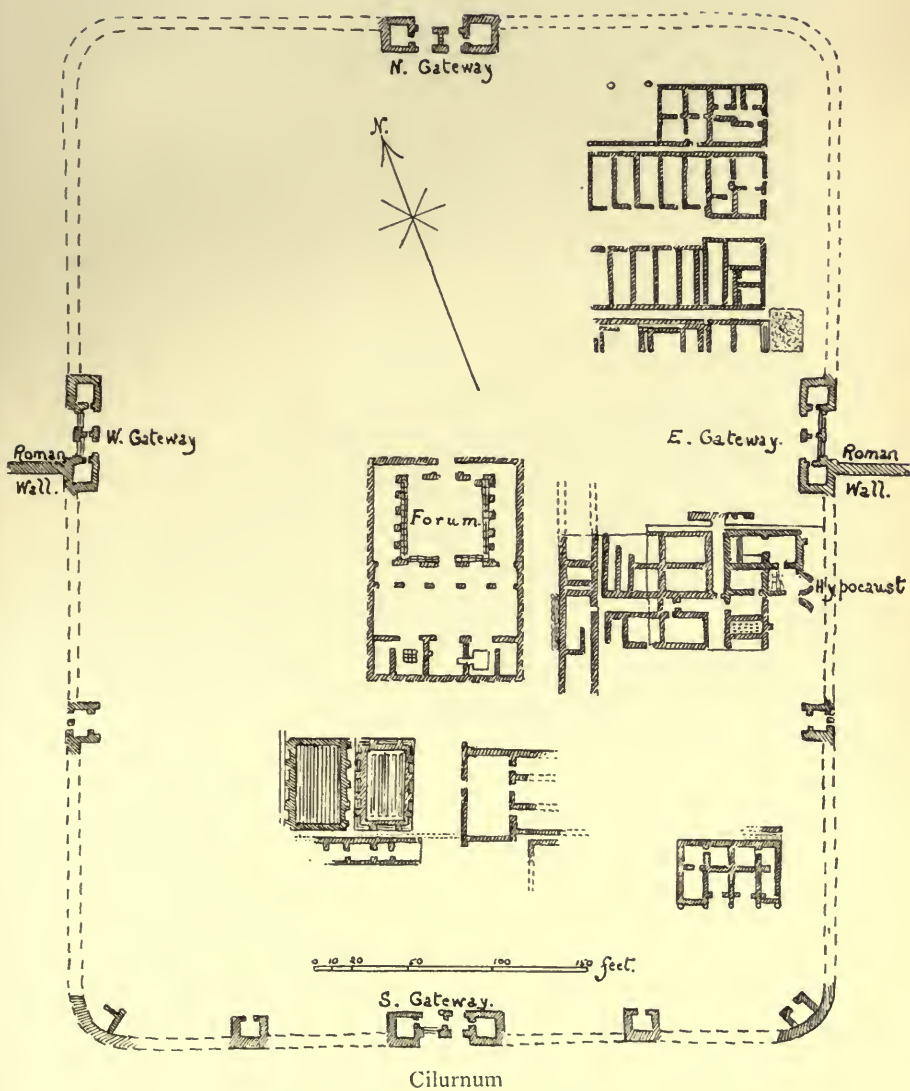 N. Gateway
N.
W. Gateway
E. Gateway.
Roman
Wall.
Roman
Wall.
Forum.
Hypocaust
0 10 20 50 100 150 feet.
S. Gateway.
Cilurnum